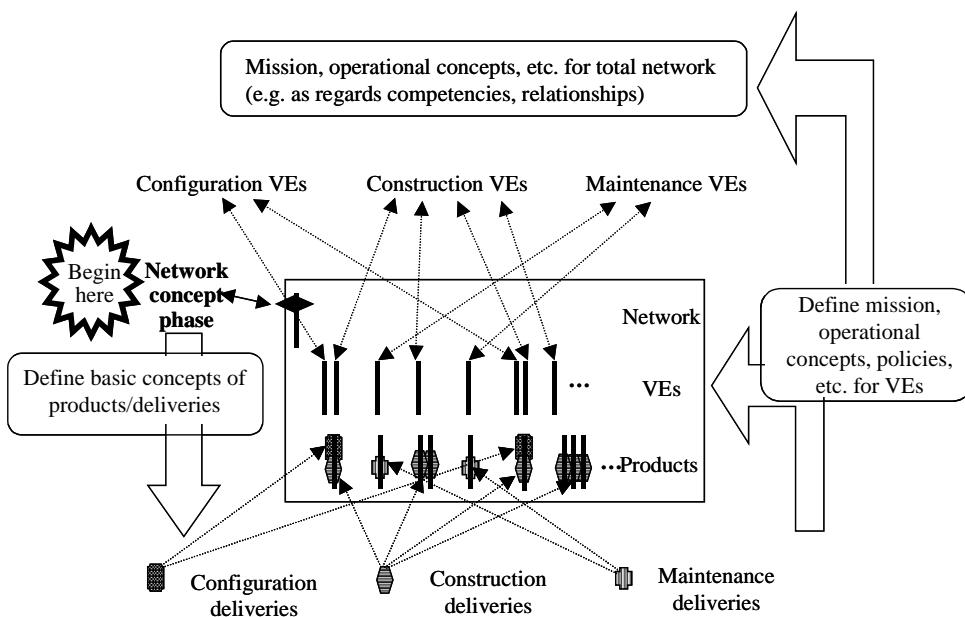 Mission, operational concepts, etc. for total network
(e.g. as regards competencies, relationships)
Configuration VEs
Construction VEs
Maintenance VEs
Begin
here
Network
concept
phase
Network
Define mission,
operational
concepts, policies,
etc. for VEs
Define basic concepts of
products/deliveries
... VEs
...Products
Configuration
deliveries
Construction
deliveries
Maintenance
deliveries